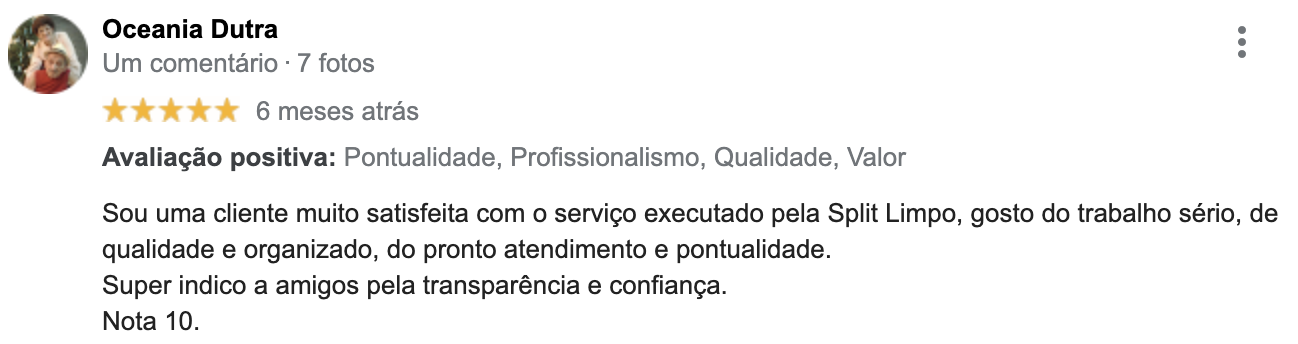 Oceania Dutra
Um comentário · 7 fotos
6 meses atrás
Avaliação positiva: Pontualidade, Profissionalismo, Qualidade, Valor
Sou uma cliente muito satisfeita com o serviço executado pela Split Limpo, gosto do trabalho sério, de
qualidade e organizado, do pronto atendimento e pontualidade.
Super indico a amigos pela transparência e confiança.
Nota 10.